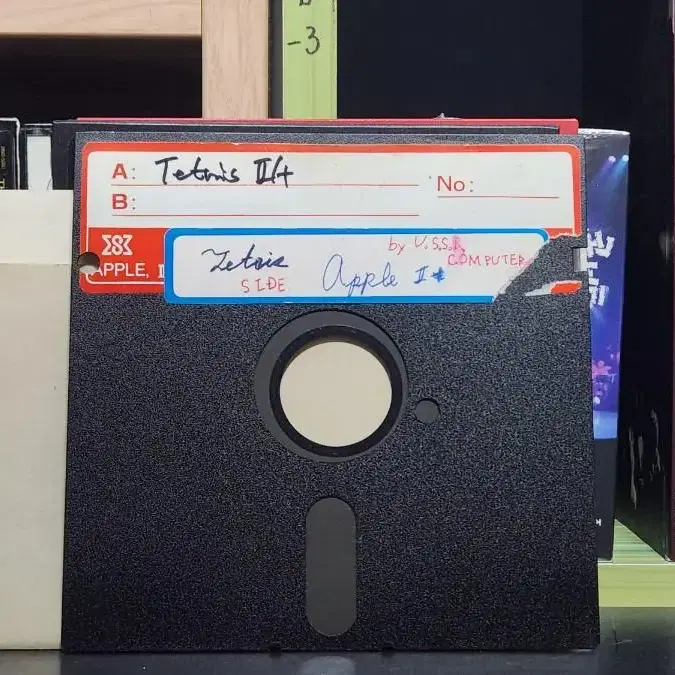 -3
A: Tetris II+
B:
No:
APPLE, I
Tetris
by U.S.S.R
SIDE
Apple II+
COMPUTER